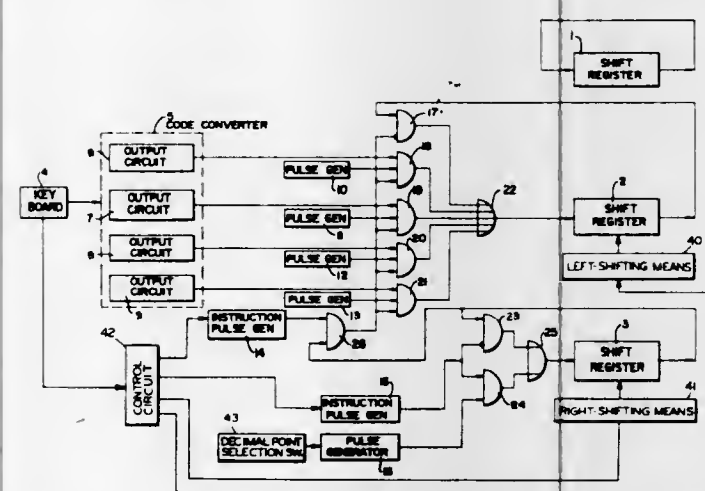 1
SHIFT
REGISTER
5
CODE CONVERTER
17
OUTPUT
CIRCUIT
18
4
KEY
BOARD
PULSE GEN
10
2
SHIFT
REGISTER
7
OUTPUT
CIRCUIT
19
22
PULSE GEN
40
8
OUTPUT
CIRCUIT
20
PULSE GEN
12
LEFT-SHIFTING MEANS
OUTPUT
CIRCUIT
21
9
PULSE GEN
13
23
42
INSTRUCTION
PULSE GEN
14
26
25
3
SHIFT
REGISTER
CONTROL
CIRCUIT
41
INSTRUCTION
PULSE GEN
24
RIGHT-SHIFTING MEANS
43
DECIMAL POINT
SELECTION SW.
PULSE
GENERATOR